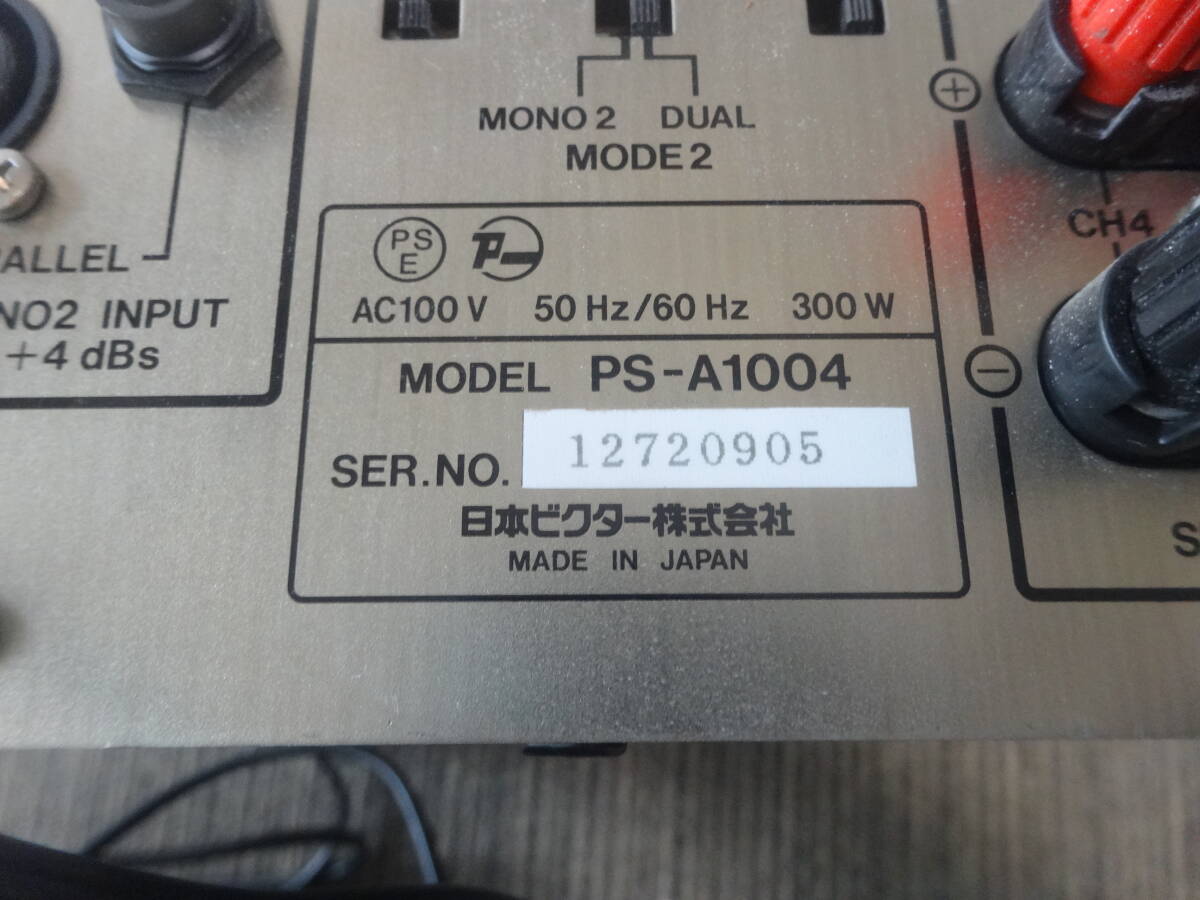 MONO 2 DUAL
MODE 2
CH4
ALLEL
NO2 INPUT
+4 dBs
PS
E
AC100 V 50 Hz/60 Hz 300 W
MODEL PS-A1004
SER.NO. 12720905
日本ビクター株式会社
MADE IN JAPAN
S